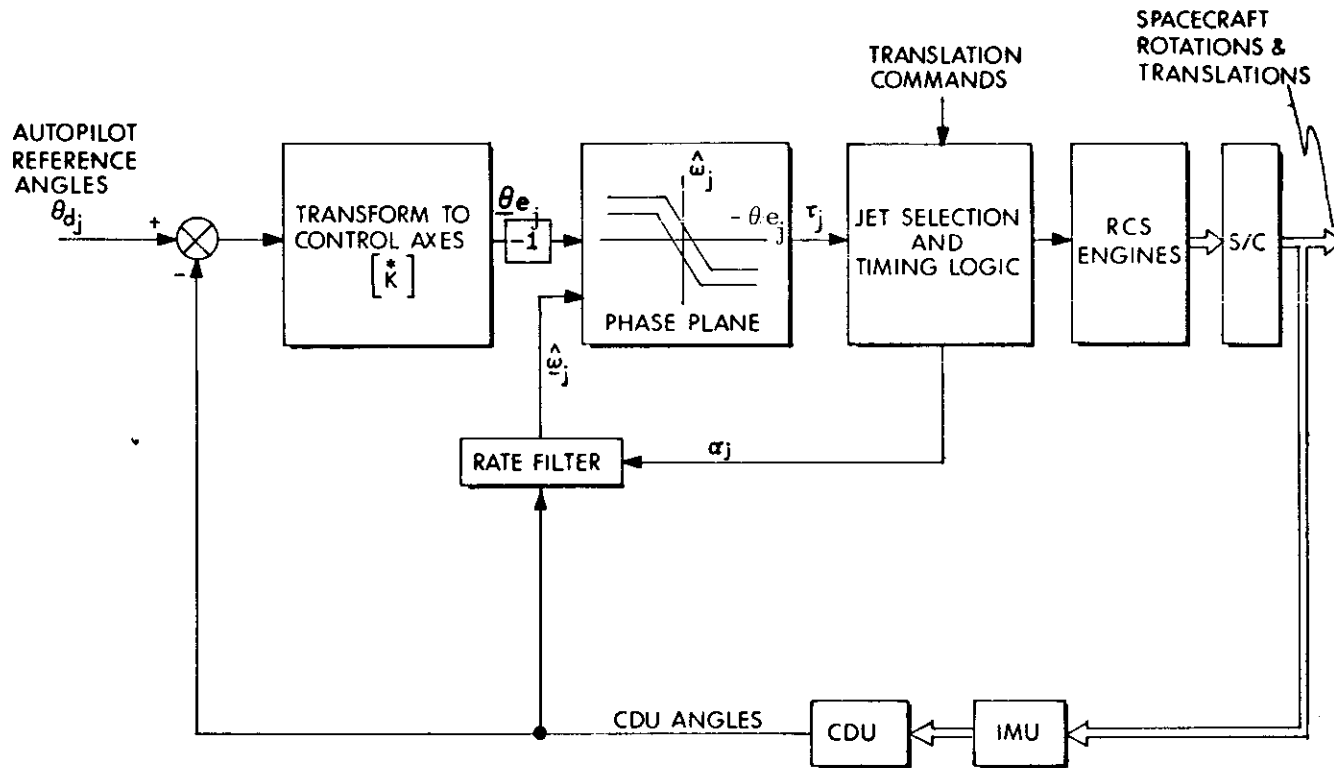 SPACECRAFT
ROTATIONS &
TRANSLATIONS
TRANSLATION
COMMANDS
AUTOPILOT
REFERENCE
ANGLES
θdj
+
-
TRANSFORM TO
CONTROL AXES
[K*]
θej
-1
ω̂j
-θej
PHASE PLANE
τj
JET SELECTION
AND
TIMING LOGIC
RCS
ENGINES
S/C
ω̂j
RATE FILTER
αj
CDU ANGLES
CDU
IMU